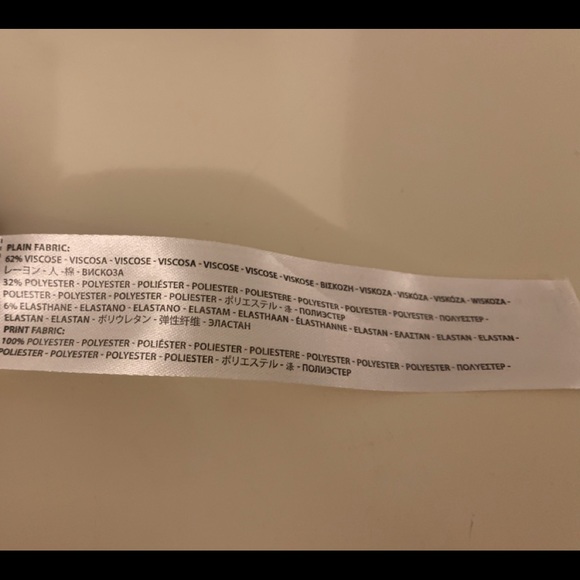 PLAIN FABRIC:
62% VISCOSE - VISCOSA - VISCOSE - VISCOSA - VISCOSE - VISCOSE - VISKOSE - ΒΙΣΚΟΖΗ - VISKOZA - VISKÓZA - VISKÓZA - WISKOZA -
レーヨン - 人 - 棉 - ВИСКОЗА
32% POLYESTER - POLYESTER - POLIÉSTER - POLIESTER - POLIESTERE - POLYESTER - POLYESTER - POLYESTER - ΠΟΛΥΕΣΤΕΡ -
POLIESTER - POLYESTER - POLYESTER - POLIESTER - ポリエステル - 涤 - ПОЛИЭСТЕР
6% ELASTHANE - ELASTANO - ELASTANO - ELASTAM - ELASTHAAN - ÉLASTHANNE - ELASTAN - ΕΛΑΣΤΑΝ - ELASTAN - ELASTAN -
ELASTAN - ELASTAN - ポリウレタン - 弹性纤维 - ЭЛАСТАН
PRINT FABRIC:
100% POLYESTER - POLYESTER - POLIÉSTER - POLIESTER - POLIESTERE - POLYESTER - POLYESTER - POLYESTER - ΠΟΛΥΕΣΤΕΡ -
POLIESTER - POLYESTER - POLYESTER - POLIESTER - ポリエステル - 涤 - ПОЛИЭСТЕР